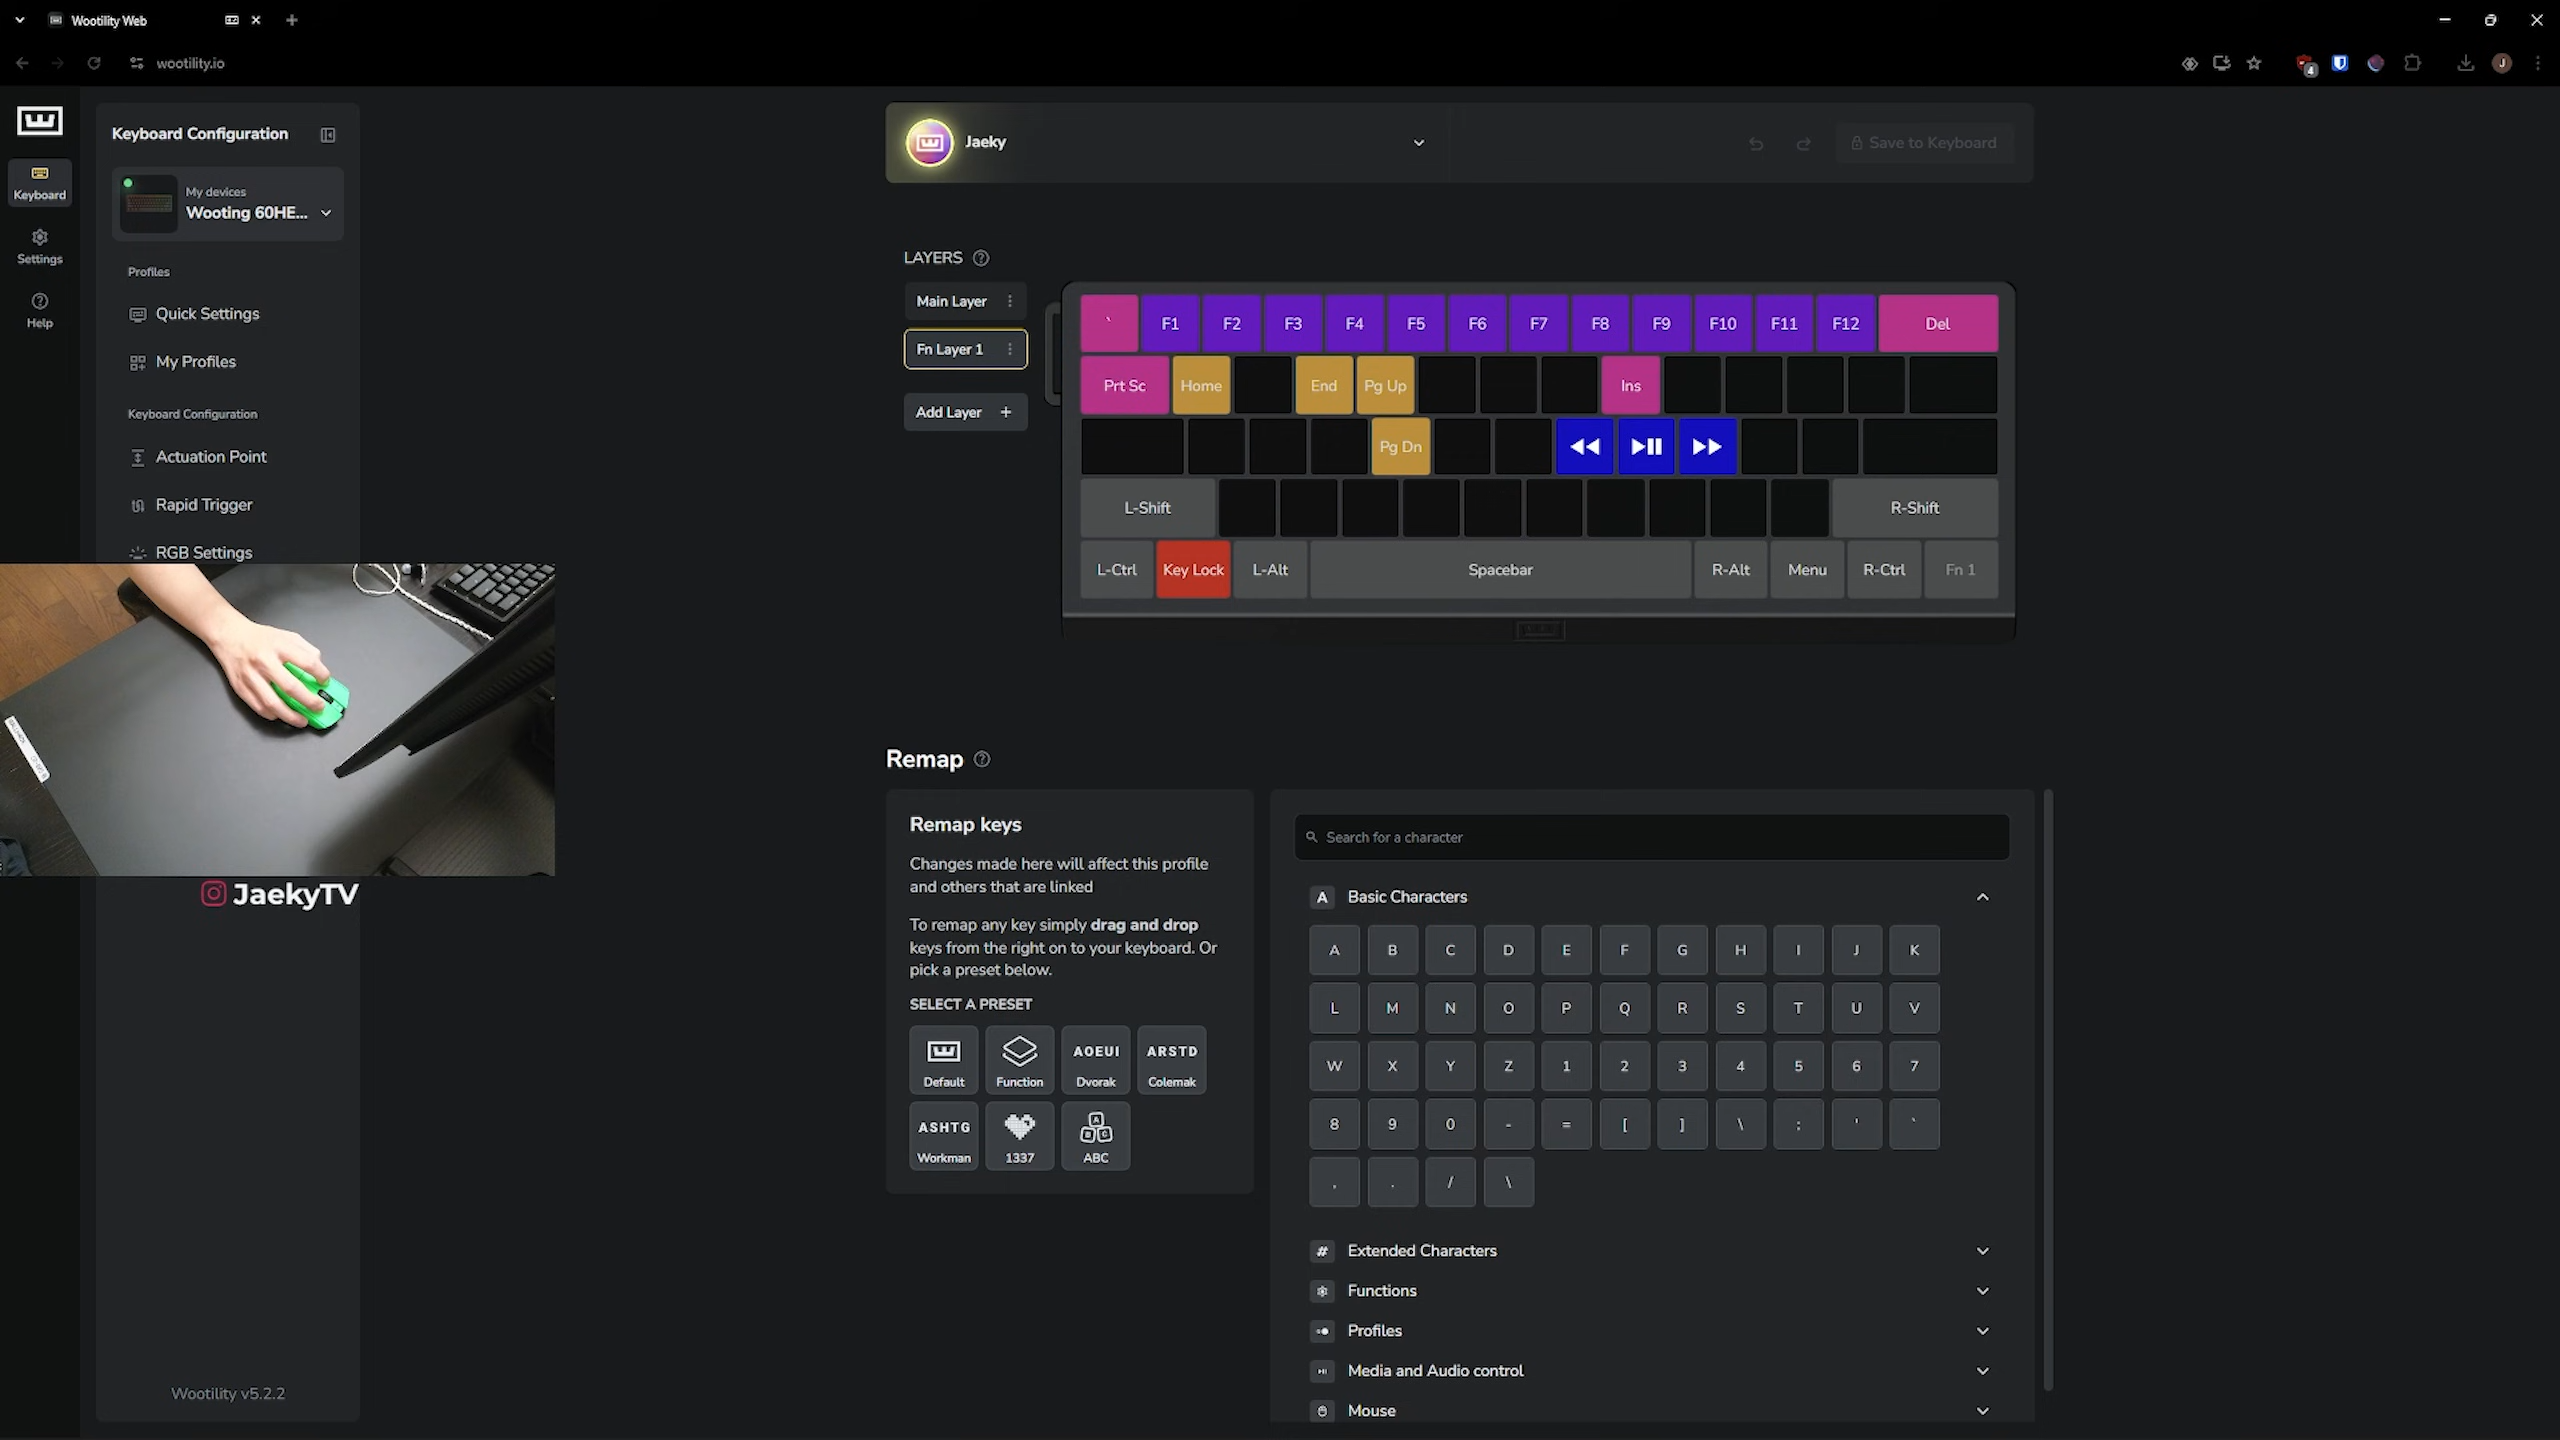 Wootility Web
wootility.io
4
J
Keyboard
Settings
Help
Keyboard Configuration
My devices
Wooting 60HE...
Profiles
Quick Settings
My Profiles
Keyboard Configuration
Actuation Point
Rapid Trigger
RGB Settings
JaekyTV
Wootility v5.2.2
Jaeky
Save to Keyboard
LAYERS
Main Layer
Fn Layer 1
Add Layer +
` F1 F2 F3 F4 F5 F6 F7 F8 F9 F10 F11 F12 Del
Prt Sc Home End Pg Up Ins
Pg Dn
L-Shift R-Shift
L-Ctrl Key Lock L-Alt Spacebar R-Alt Menu R-Ctrl Fn 1
Remap
Remap keys
Changes made here will affect this profile
and others that are linked
To remap any key simply drag and drop
keys from the right on to your keyboard. Or
pick a preset below.
SELECT A PRESET
AOEUI ARSTD
Default Function Dvorak Colemak
ASHTG
Workman 1337 ABC
Search for a character
A Basic Characters
A B C D E F G H I J K
L M N O P Q R S T U V
W X Y Z 1 2 3 4 5 6 7
8 9 0 - = [ ] \ ; ' `
, . / \
# Extended Characters
Functions
Profiles
Media and Audio control
Mouse